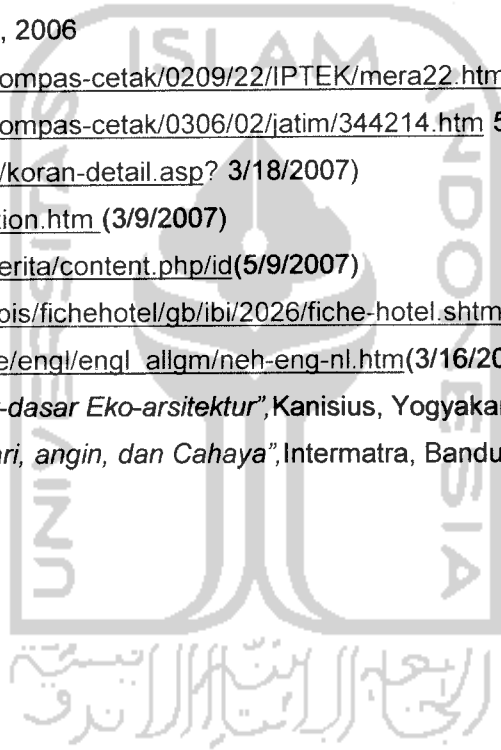 , 2006
ompas-cetak/0209/22/IPTEK/mera22.htm
ompas-cetak/0306/02/jatim/344214.htm 5
/koran-detail.asp? 3/18/2007)
tion.htm (3/9/2007)
erita/content.php/id(5/9/2007)
ois/fichehotel/gb/ibi/2026/fiche-hotel.shtm
e/engl/engl_allgm/neh-eng-nl.htm(3/16/20
-dasar Eko-arsitektur",Kanisius, Yogyakar
ari, angin, dan Cahaya",Intermatra, Bandu
ISLAM
UNIVERSITAS
INDONESIA